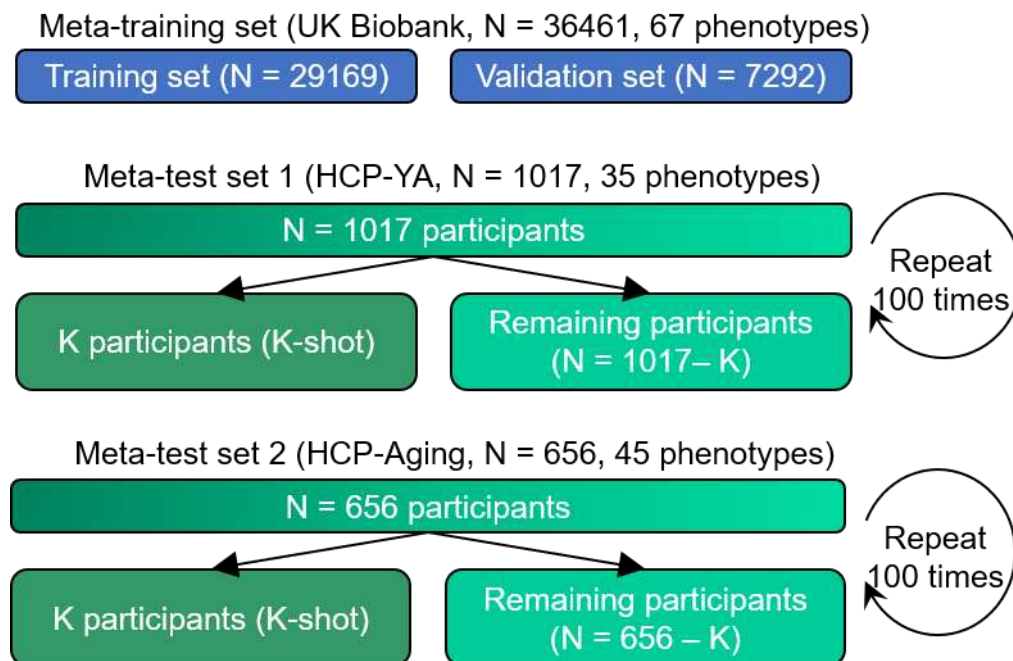 Meta-training set (UK Biobank, N = 36461, 67 phenotypes)
Training set (N = 29169)
Validation set (N = 7292)
Meta-test set 1 (HCP-YA, N = 1017, 35 phenotypes)
N = 1017 participants
Repeat
100 times
K participants (K-shot)
Remaining participants
(N = 1017– K)
Meta-test set 2 (HCP-Aging, N = 656, 45 phenotypes)
N = 656 participants
Repeat
100 times
K participants (K-shot)
Remaining participants
(N = 656 – K)